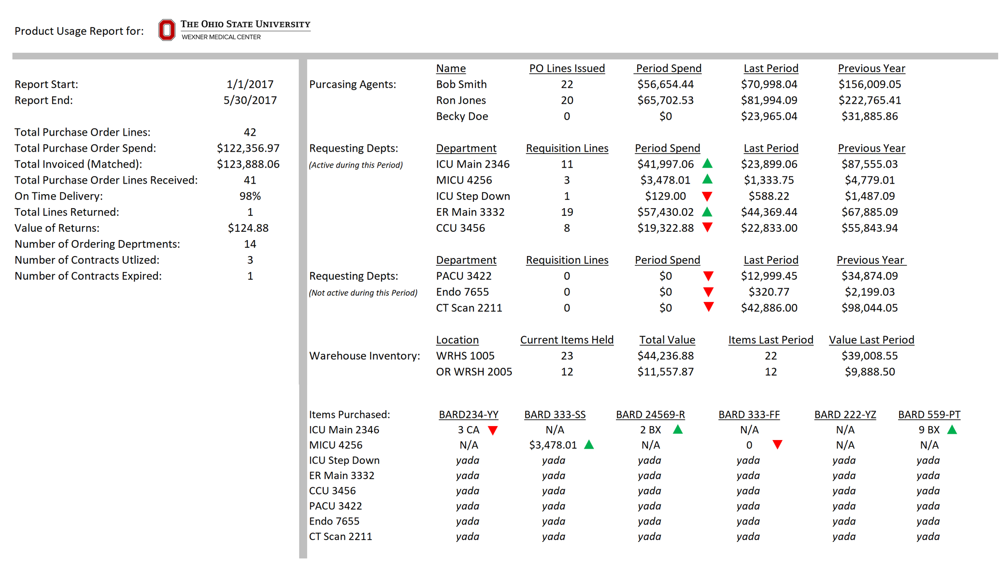 Product Usage Report for:
THE OHIO STATE UNIVERSITY
WEXNER MEDICAL CENTER
Report Start: 1/1/2017
Report End: 5/30/2017
Total Purchase Order Lines: 42
Total Purchase Order Spend: $122,356.97
Total Invoiced (Matched): $123,888.06
Total Purchase Order Lines Received: 41
On Time Delivery: 98%
Total Lines Returned: 1
Value of Returns: $124.88
Number of Ordering Deprtments: 14
Number of Contracts Utlized: 3
Number of Contracts Expired: 1
Name PO Lines Issued Period Spend Last Period Previous Year
Purcasing Agents: Bob Smith 22 $56,654.44 $70,998.04 $156,009.05
Ron Jones 20 $65,702.53 $81,994.09 $222,765.41
Becky Doe 0 $0 $23,965.04 $31,885.86
Requesting Depts: Department Requisition Lines Period Spend Last Period Previous Year
(Active during this Period) ICU Main 2346 11 $41,997.06 $23,899.06 $87,555.03
MICU 4256 3 $3,478.01 $1,333.75 $4,779.01
ICU Step Down 1 $129.00 $588.22 $1,487.09
ER Main 3332 19 $57,430.02 $44,369.44 $67,885.09
CCU 3456 8 $19,322.88 $22,833.00 $55,843.94
Department Requisition Lines Period Spend Last Period Previous Year
Requesting Depts: PACU 3422 0 $0 $12,999.45 $34,874.09
(Not active during this Period) Endo 7655 0 $0 $320.77 $2,199.03
CT Scan 2211 0 $0 $42,886.00 $98,044.05
Location Current Items Held Total Value Items Last Period Value Last Period
Warehouse Inventory: WRHS 1005 23 $44,236.88 22 $39,008.55
OR WRSH 2005 12 $11,557.87 12 $9,888.50
Items Purchased: BARD234-YY BARD 333-SS BARD 24569-R BARD 333-FF BARD 222-YZ BARD 559-PT
ICU Main 2346 3 CA N/A 2 BX N/A N/A 9 BX
MICU 4256 N/A $3,478.01 N/A 0 N/A N/A
ICU Step Down yada yada yada yada yada yada
ER Main 3332 yada yada yada yada yada yada
CCU 3456 yada yada yada yada yada yada
PACU 3422 yada yada yada yada yada yada
Endo 7655 yada yada yada yada yada yada
CT Scan 2211 yada yada yada yada yada yada